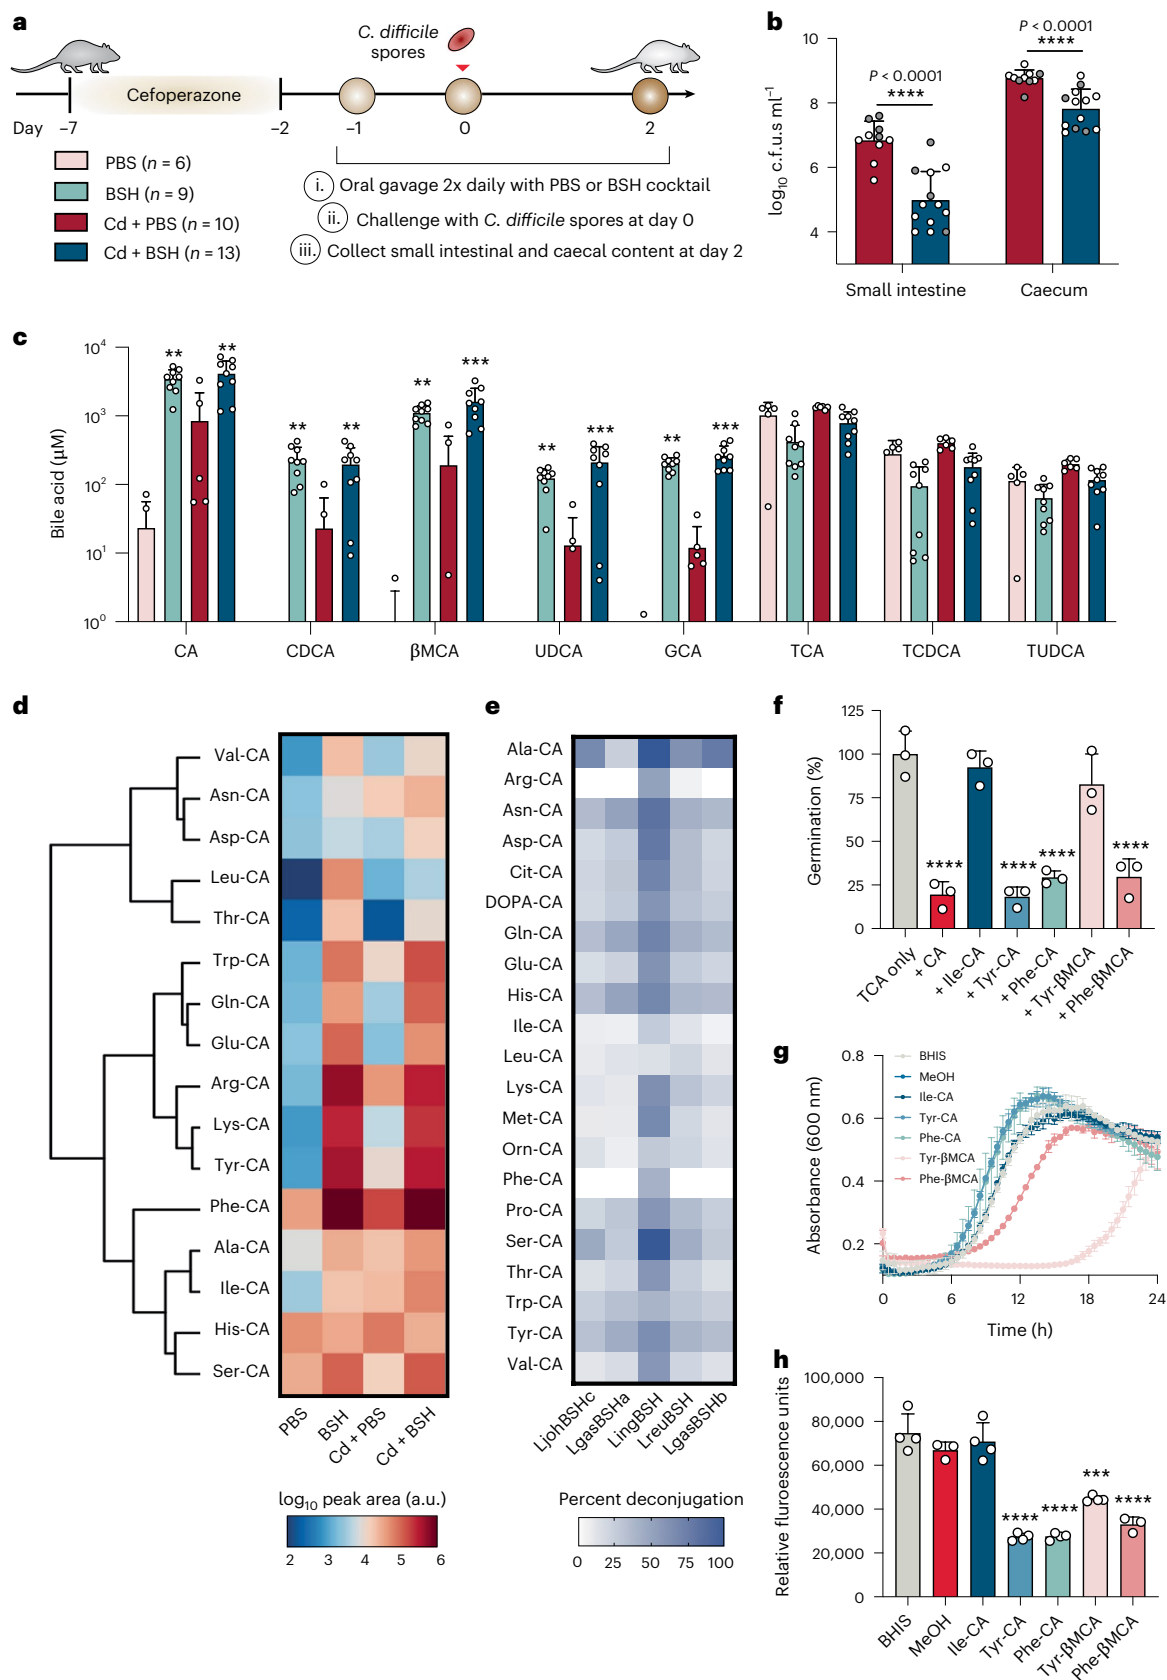 a
C. difficile
spores
Cefoperazone
Day
−7
−2
−1
0
2
PBS (n = 6)
BSH (n = 9)
Cd + PBS (n = 10)
Cd + BSH (n = 13)
i. Oral gavage 2x daily with PBS or BSH cocktail
ii. Challenge with C. difficile spores at day 0
iii. Collect small intestinal and caecal content at day 2
b
P < 0.0001
****
P < 0.0001
****
10
8
6
4
log10 c.f.u.s ml−1
Small intestine
Caecum
c
Bile acid (μM)
10⁴
10³
10²
10¹
10⁰
** ** ** ** ** *** ** *** ** ***
CA
CDCA
βMCA
UDCA
GCA
TCA
TCDCA
TUDCA
d
Val-CA
Asn-CA
Asp-CA
Leu-CA
Thr-CA
Trp-CA
Gln-CA
Glu-CA
Arg-CA
Lys-CA
Tyr-CA
Phe-CA
Ala-CA
Ile-CA
His-CA
Ser-CA
PBS
BSH
Cd + PBS
Cd + BSH
log10 peak area (a.u.)
2 3 4 5 6
e
Ala-CA
Arg-CA
Asn-CA
Asp-CA
Cit-CA
DOPA-CA
Gln-CA
Glu-CA
His-CA
Ile-CA
Leu-CA
Lys-CA
Met-CA
Orn-CA
Phe-CA
Pro-CA
Ser-CA
Thr-CA
Trp-CA
Tyr-CA
Val-CA
LjohBSHc
LgasBSHa
LingBSH
LreuBSH
LgasBSHb
Percent deconjugation
0 25 50 75 100
f
Germination (%)
125
100
75
50
25
0
**** **** **** ****
TCA only
+ CA
+ Ile-CA
+ Tyr-CA
+ Phe-CA
+ Tyr-βMCA
+ Phe-βMCA
g
Absorbance (600 nm)
0.8
0.6
0.4
0.2
BHIS
MeOH
Ile-CA
Tyr-CA
Phe-CA
Tyr-βMCA
Phe-βMCA
0 6 12 18 24
Time (h)
h
Relative fluroescence units
100,000
80,000
60,000
40,000
20,000
0
**** **** *** ****
BHIS
MeOH
Ile-CA
Tyr-CA
Phe-CA
Tyr-βMCA
Phe-βMCA